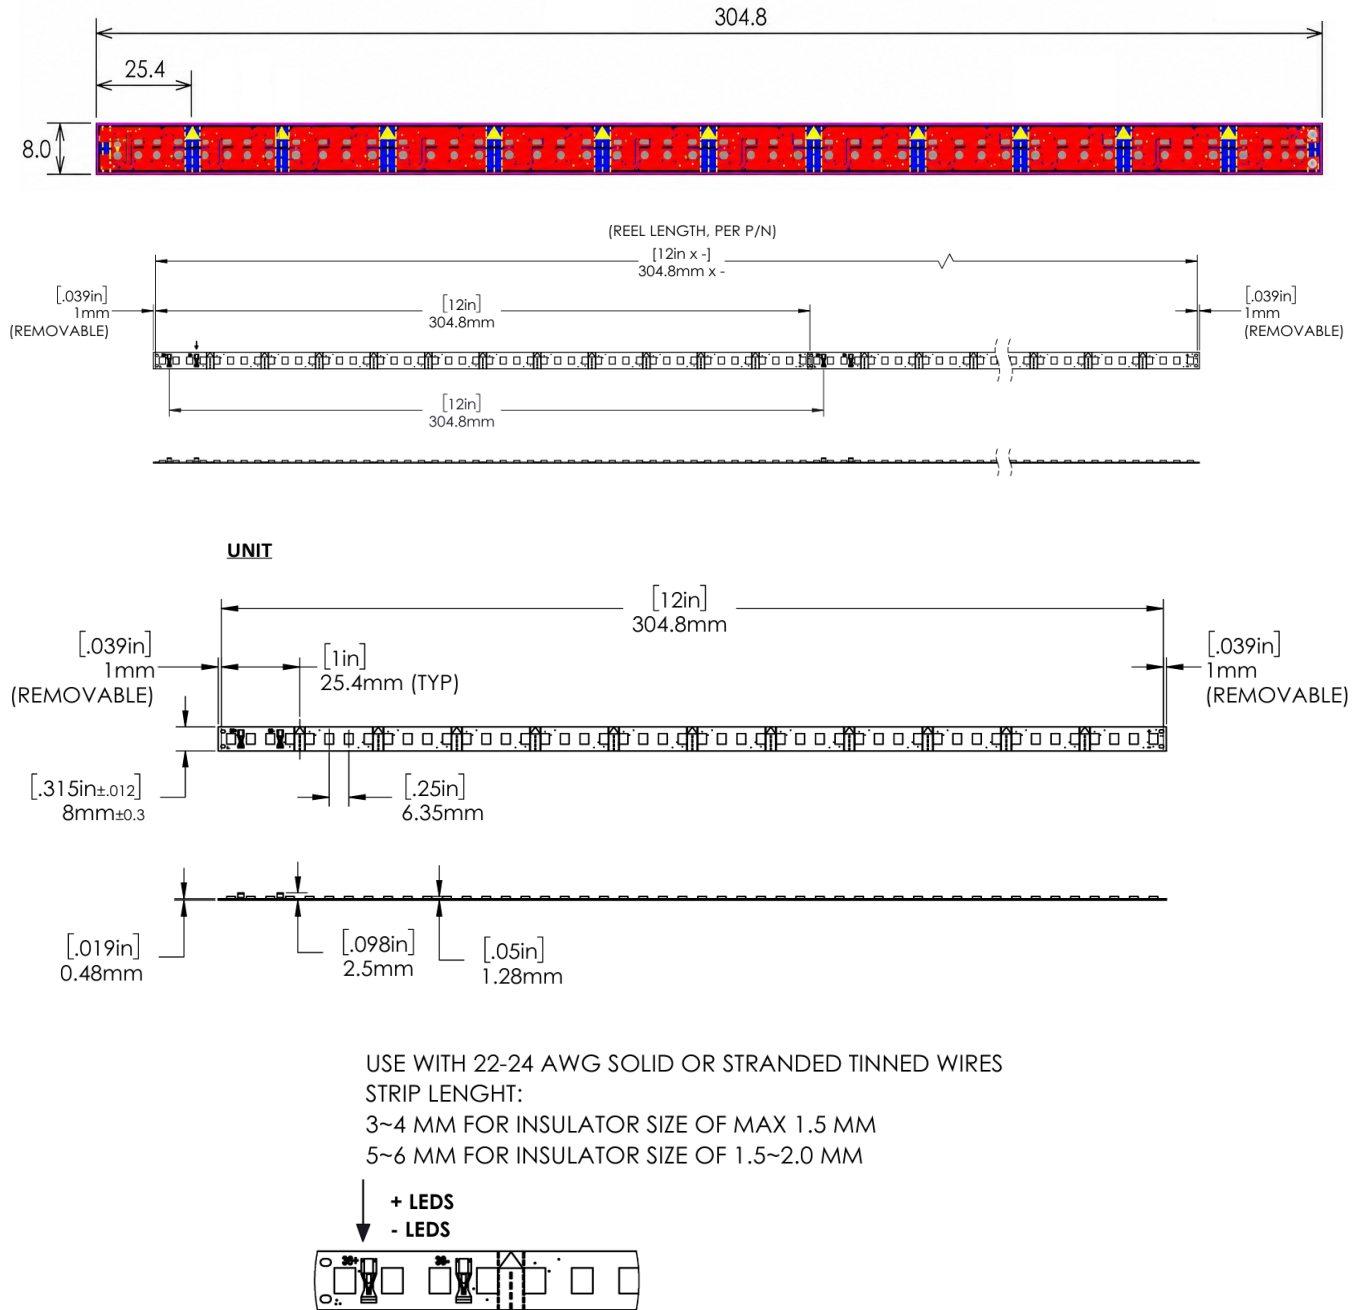 304.8
25.4
8.0
(REEL LENGTH, PER P/N)
[12in x -]
304.8mm x -
[.039in]
1mm
(REMOVABLE)
[12in]
304.8mm
[.039in]
1mm
(REMOVABLE)
[12in]
304.8mm
UNIT
[12in]
304.8mm
[.039in]
1mm
(REMOVABLE)
[1in]
25.4mm (TYP)
[.039in]
1mm
(REMOVABLE)
[.315in±.012]
8mm±0.3
[.25in]
6.35mm
[.019in]
0.48mm
[.098in]
2.5mm
[.05in]
1.28mm
USE WITH 22-24 AWG SOLID OR STRANDED TINNED WIRES
STRIP LENGHT:
3~4 MM FOR INSULATOR SIZE OF MAX 1.5 MM
5~6 MM FOR INSULATOR SIZE OF 1.5~2.0 MM
+ LEDS
- LEDS